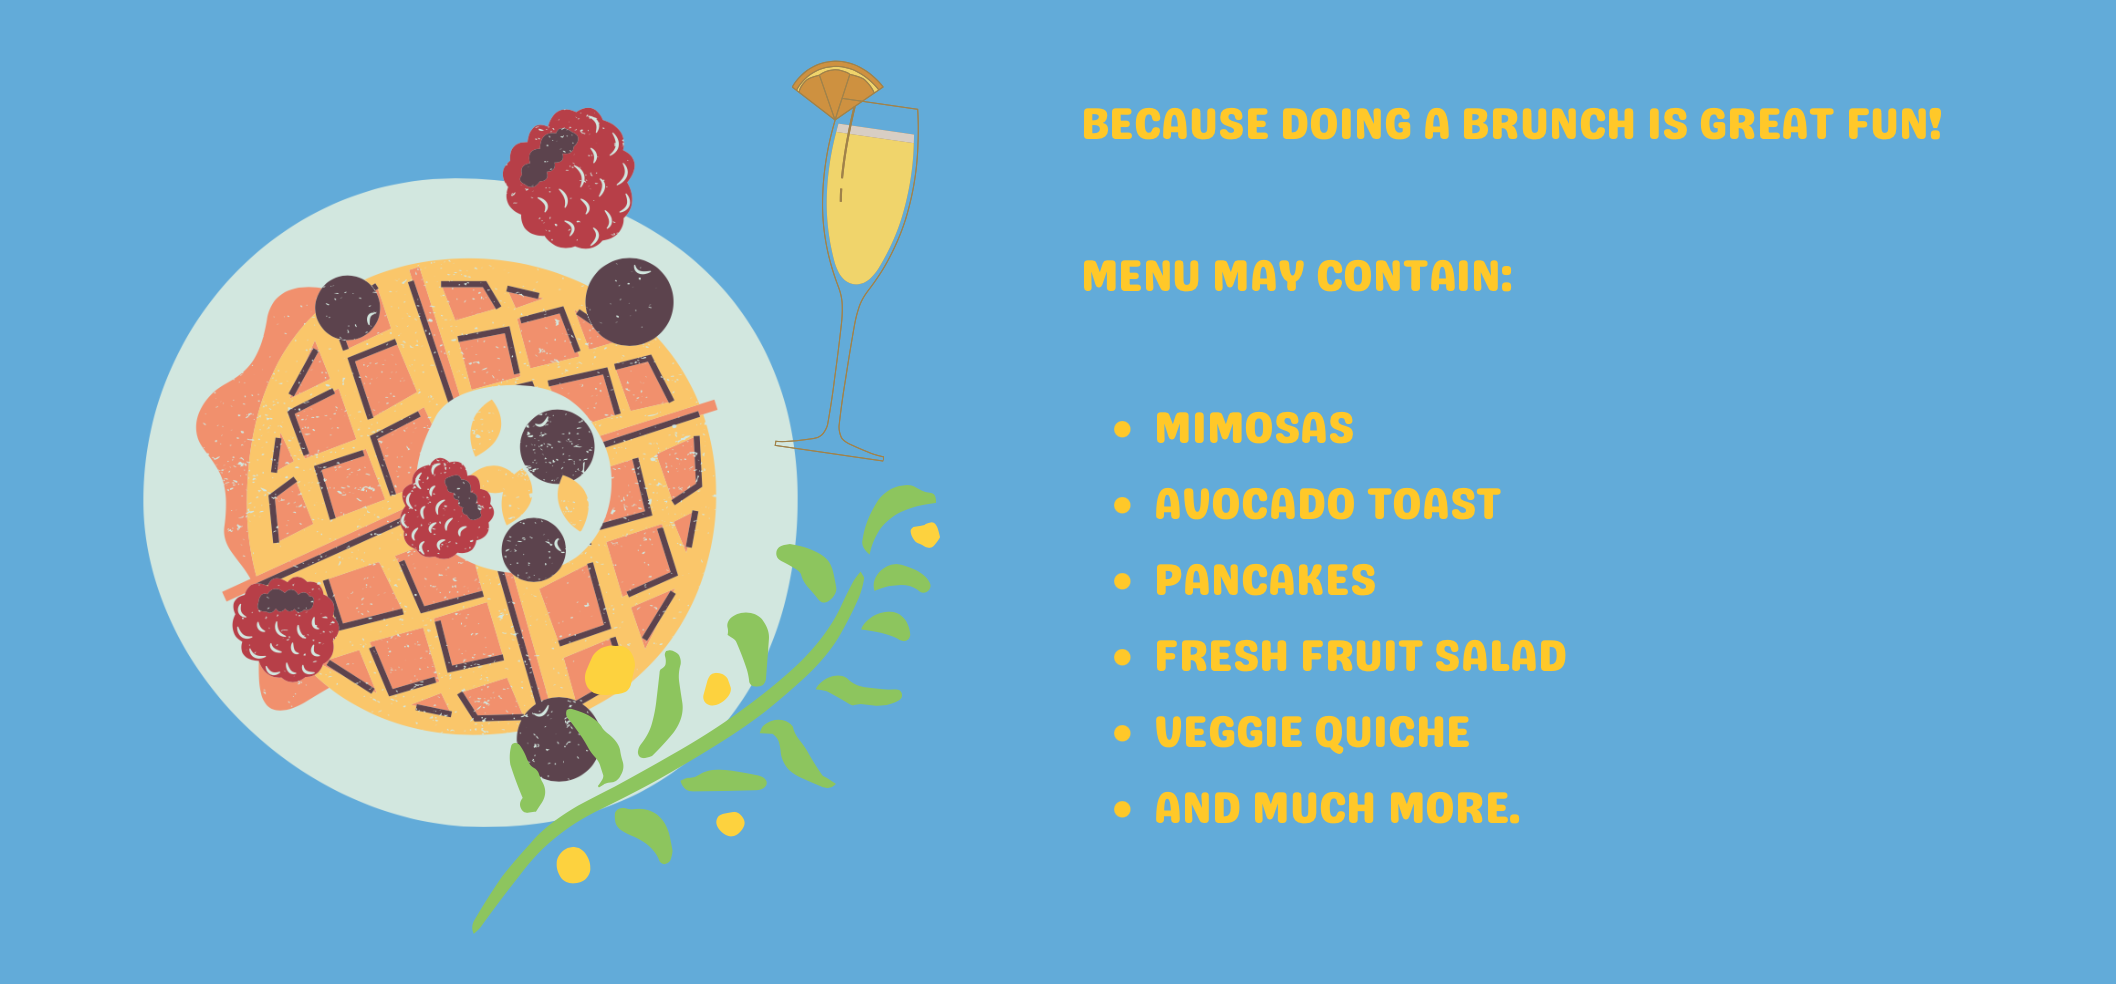 BECAUSE DOING A BRUNCH IS GREAT FUN!
MENU MAY CONTAIN:
• MIMOSAS
• AVOCADO TOAST
• PANCAKES
• FRESH FRUIT SALAD
• VEGGIE QUICHE
• AND MUCH MORE.